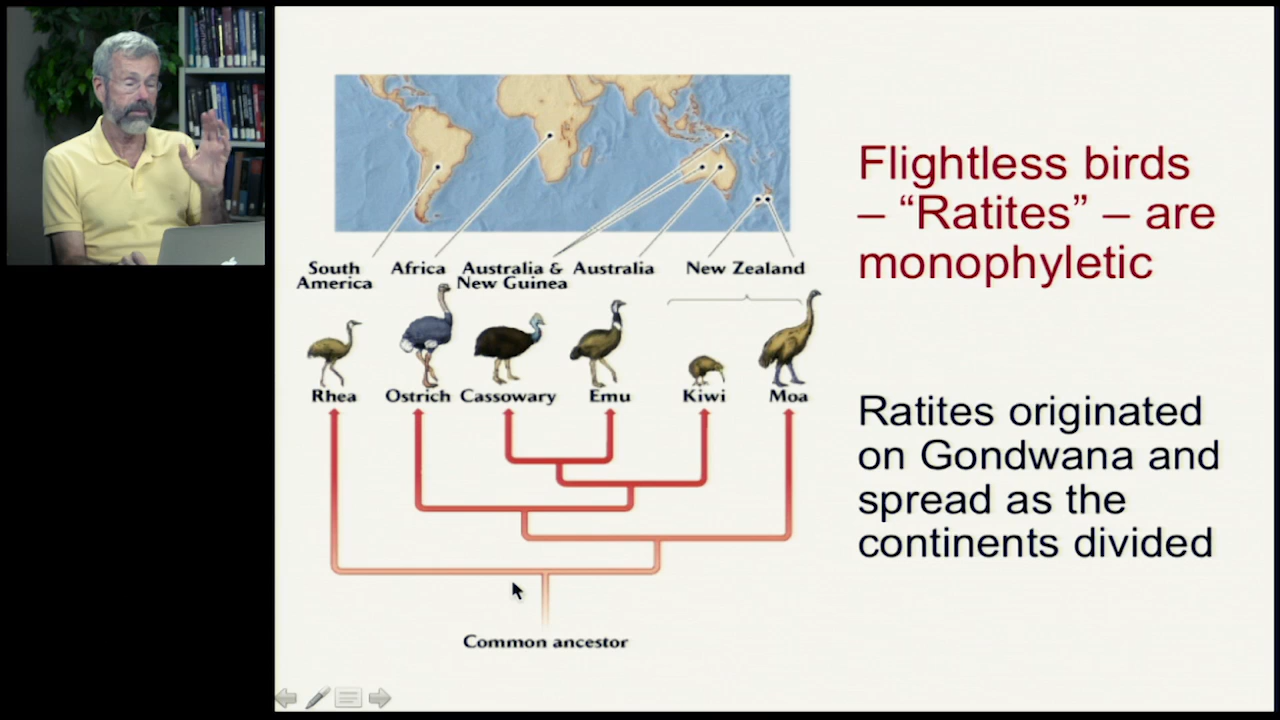 South America
Africa
Australia & New Guinea
Australia
New Zealand
Rhea
Ostrich
Cassowary
Emu
Kiwi
Moa
Common ancestor
Flightless birds
– “Ratites” – are
monophyletic
Ratites originated
on Gondwana and
spread as the
continents divided